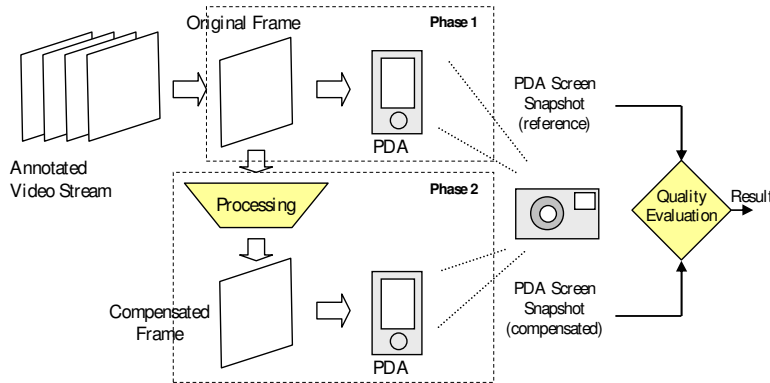 Original Frame
Phase 1
PDA
Annotated
Video Stream
PDA Screen
Snapshot
(reference)
Phase 2
Processing
Quality
Evaluation
Result
Compensated
Frame
PDA
PDA Screen
Snapshot
(compensated)